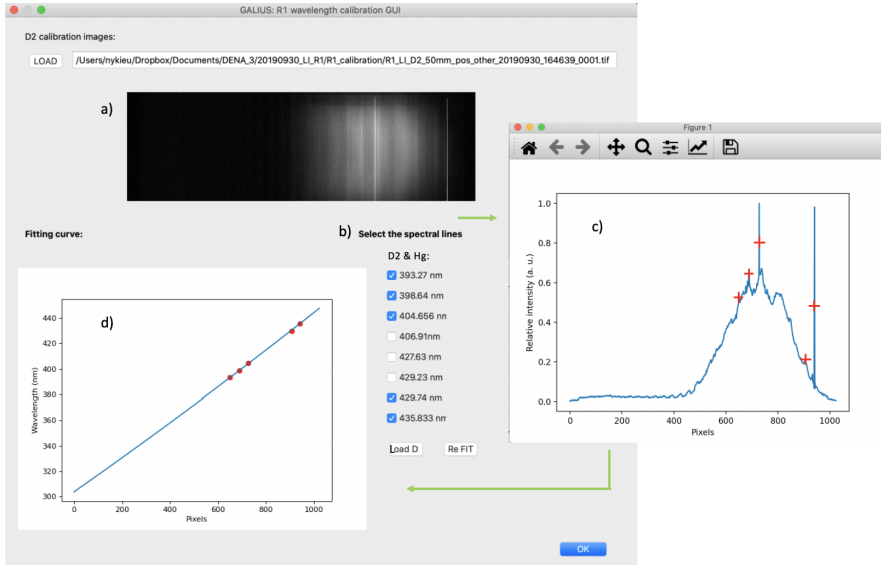 GALIUS: R1 wavelength calibration GUI
D2 calibration images:
LOAD
/Users/nykieu/Dropbox/Documents/DENA_3/20190930_LI_R1/R1_calibration/R1_LI_D2_50mm_pos_other_20190930_164639_0001.tif
a)
Fitting curve:
b) Select the spectral lines
D2 & Hg:
393.27 nm
398.64 nm
404.656 nn
406.91nm
427.63 nm
429.23 nm
429.74 nm
435.833 nm
Load D
Re FIT
OK
d)
Wavelength (nm)
440
420
400
380
360
340
320
300
0 200 400 600 800 1000
Pixels
Figure 1
c)
Relative intensity (a. u.)
1.0
0.8
0.6
0.4
0.2
0.0
0 200 400 600 800 1000
Pixels